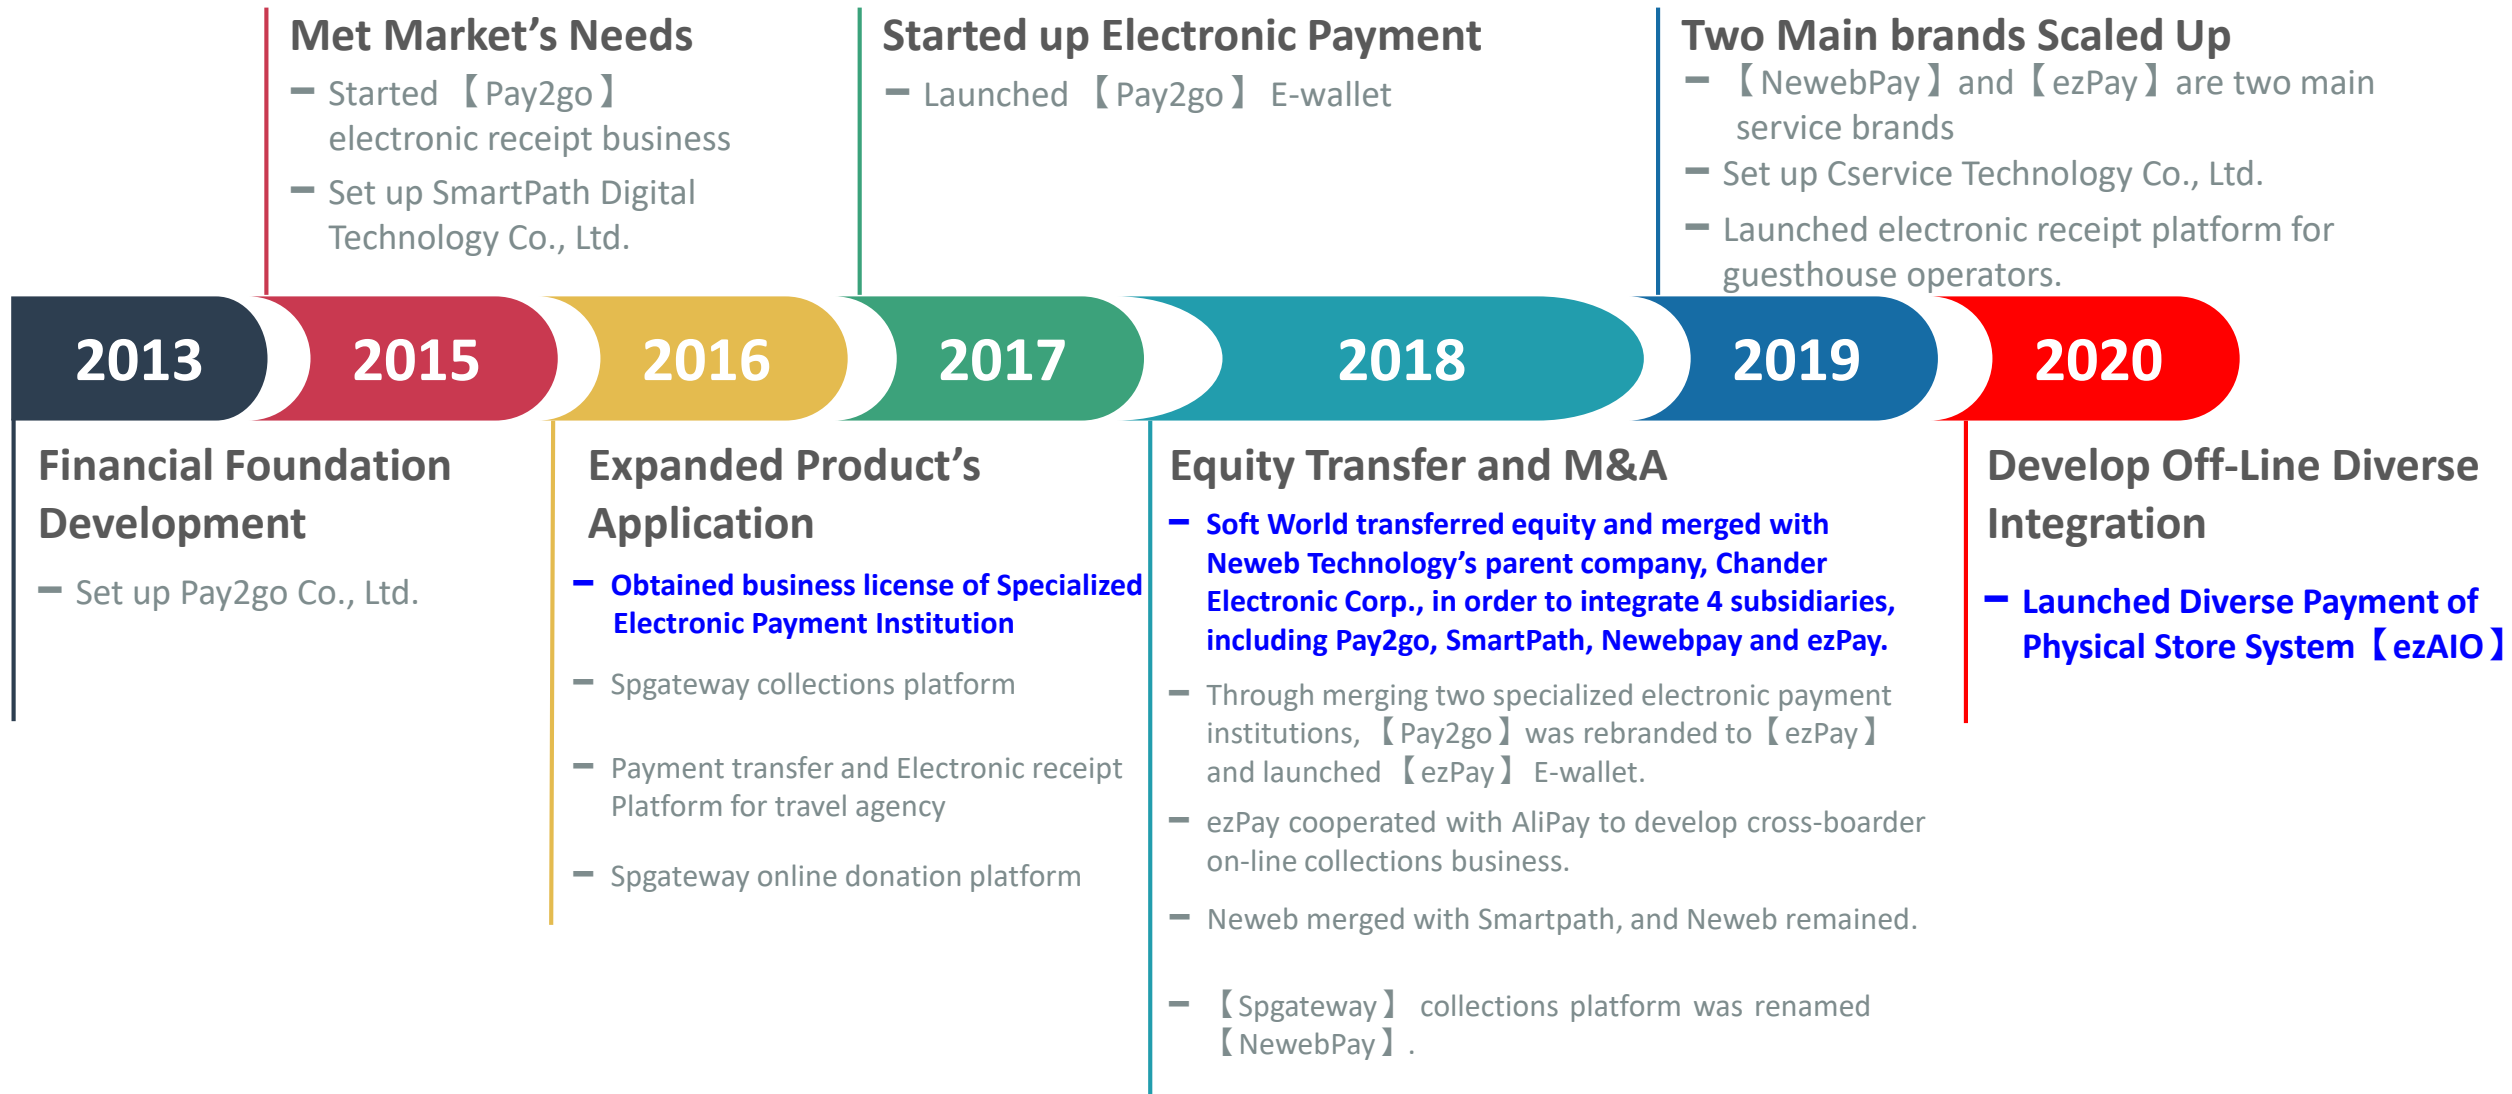 Met Market's Needs
− Started 【Pay2go】
electronic receipt business
− Set up SmartPath Digital
Technology Co., Ltd.
Started up Electronic Payment
− Launched 【Pay2go】 E-wallet
Two Main brands Scaled Up
− 【NewebPay】and【ezPay】are two main
service brands
− Set up Cservice Technology Co., Ltd.
− Launched electronic receipt platform for
guesthouse operators.
2013
2015
2016
2017
2018
2019
2020
Financial Foundation
Development
− Set up Pay2go Co., Ltd.
Expanded Product's
Application
− Obtained business license of Specialized
Electronic Payment Institution
− Spgateway collections platform
− Payment transfer and Electronic receipt
Platform for travel agency
− Spgateway online donation platform
Equity Transfer and M&A
− Soft World transferred equity and merged with
Neweb Technology's parent company, Chander
Electronic Corp., in order to integrate 4 subsidiaries,
including Pay2go, SmartPath, Newebpay and ezPay.
− Through merging two specialized electronic payment
institutions, 【Pay2go】was rebranded to【ezPay】
and launched 【ezPay】 E-wallet.
− ezPay cooperated with AliPay to develop cross-boarder
on-line collections business.
− Neweb merged with Smartpath, and Neweb remained.
− 【Spgateway】 collections platform was renamed
【NewebPay】.
Develop Off-Line Diverse
Integration
− Launched Diverse Payment of
Physical Store System【ezAIO】